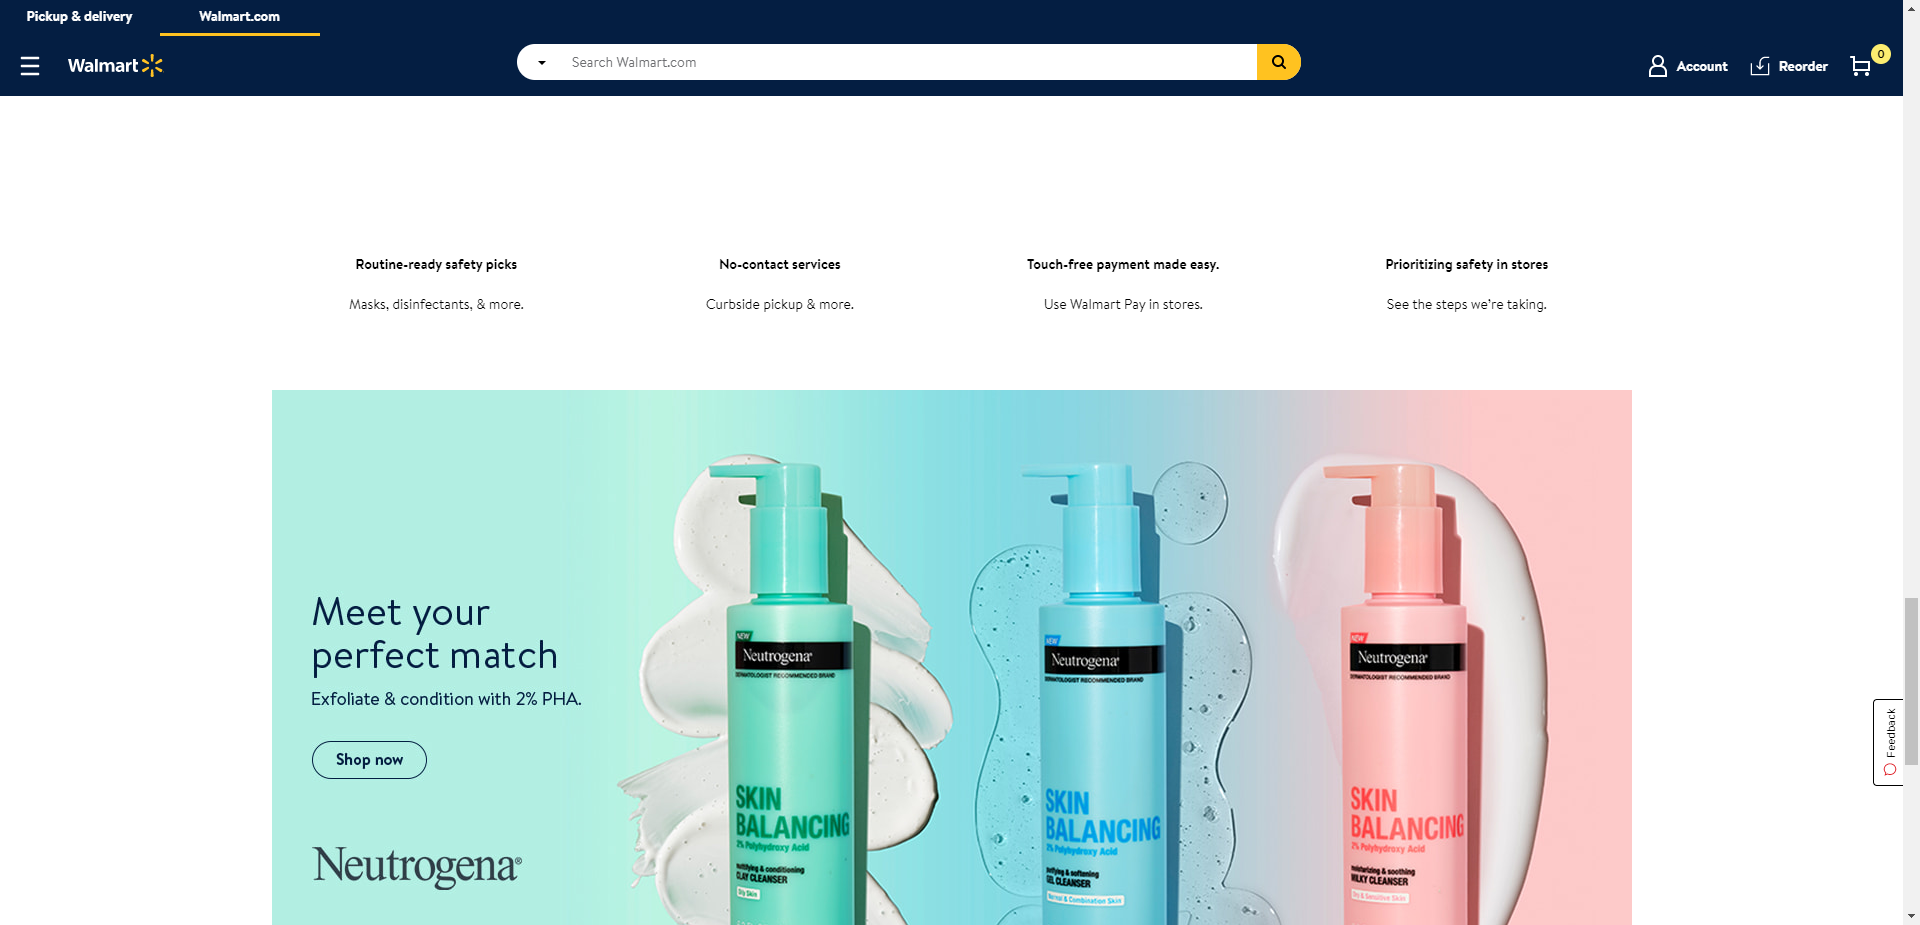 Pickup & delivery
Walmart.com
Walmart
Search Walmart.com
Account
Reorder
0
Routine-ready safety picks
No-contact services
Touch-free payment made easy.
Prioritizing safety in stores
Masks, disinfectants, & more.
Curbside pickup & more.
Use Walmart Pay in stores.
See the steps we're taking.
Meet your
perfect match
Exfoliate & condition with 2% PHA.
Shop now
Neutrogena®
NEW
Neutrogena®
DERMATOLOGIST RECOMMENDED BRAND
SKIN
BALANCING
2% Polyhydroxy Acid
mattifying & conditioning
CLAY CLEANSER
Oily Skin
NEW
Neutrogena®
DERMATOLOGIST RECOMMENDED BRAND
SKIN
BALANCING
2% Polyhydroxy Acid
purifying & softening
GEL CLEANSER
Normal & Combination Skin
NEW
Neutrogena®
DERMATOLOGIST RECOMMENDED BRAND
SKIN
BALANCING
2% Polyhydroxy Acid
moisturizing & soothing
MILKY CLEANSER
Dry & Sensitive Skin
Feedback